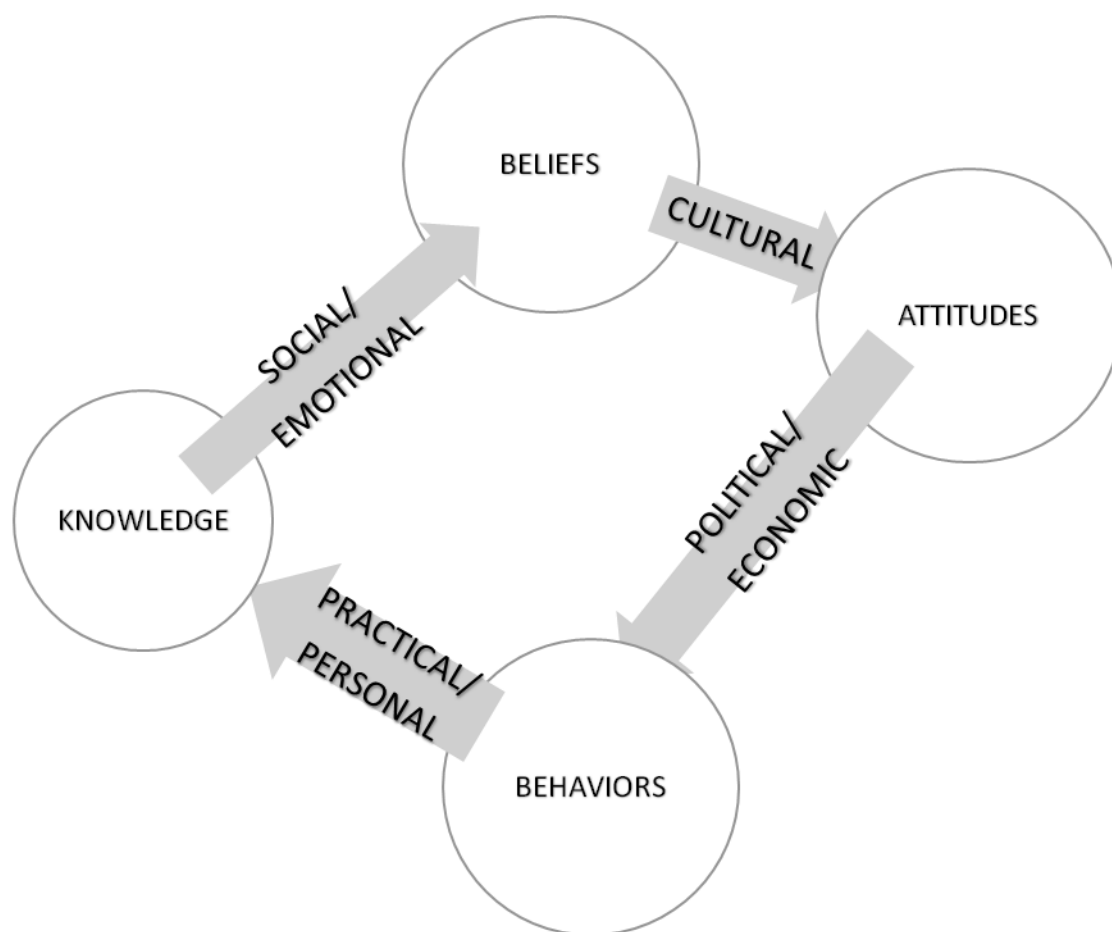 BELIEFS
CULTURAL
ATTITUDES
SOCIAL/
EMOTIONAL
POLITICAL/
ECONOMIC
KNOWLEDGE
PRACTICAL/
PERSONAL
BEHAVIORS